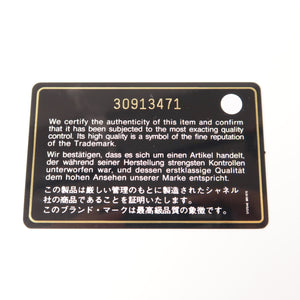 30913471
We certify the authenticity of this item and confirm
that it has been subjected to the most exacting quality
control. Its high quality is a symbol of the fine reputation
of the Trademark.
Wir bestätigen, dass es sich um einen Artikel handelt,
der während seiner Herstellung strengsten Kontrollen
unterworfen war, und dessen erstklassige Qualität
dem hohen Ansehen unserer Marke entspricht.
この製品は厳しい管理のもとに製造されたシャネル
社の商品であることを証明いたします。
このブランド・マークは最高級品質の象徴です。